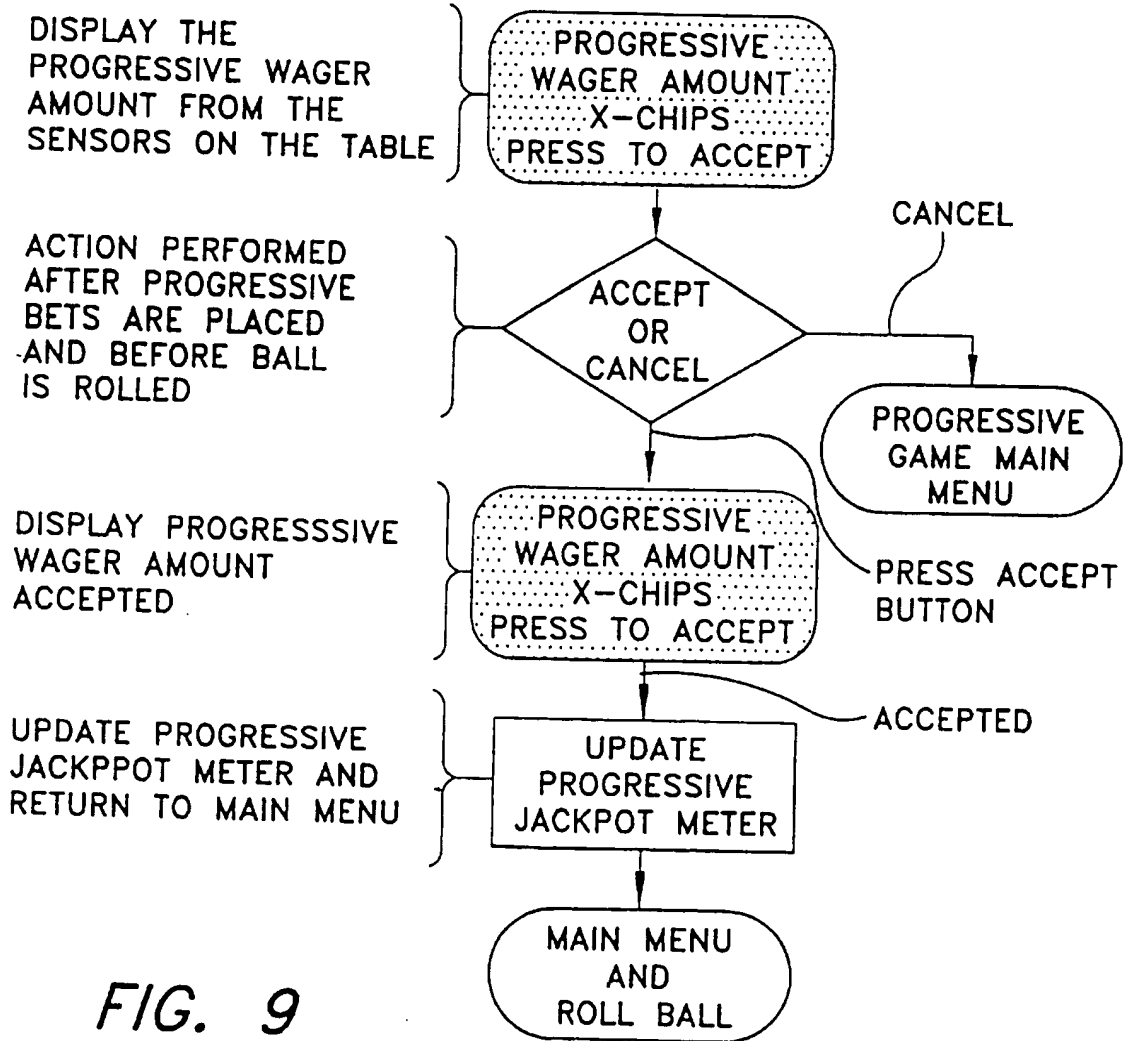 DISPLAY THE
PROGRESSIVE WAGER
AMOUNT FROM THE
SENSORS ON THE TABLE
PROGRESSIVE
WAGER AMOUNT
X-CHIPS
PRESS TO ACCEPT
ACTION PERFORMED
AFTER PROGRESSIVE
BETS ARE PLACED
AND BEFORE BALL
IS ROLLED
ACCEPT
OR
CANCEL
CANCEL
PROGRESSIVE
GAME MAIN
MENU
DISPLAY PROGRESSSIVE
WAGER AMOUNT
ACCEPTED
PROGRESSIVE
WAGER AMOUNT
X-CHIPS
PRESS TO ACCEPT
PRESS ACCEPT
BUTTON
ACCEPTED
UPDATE PROGRESSIVE
JACKPPOT METER AND
RETURN TO MAIN MENU
UPDATE
PROGRESSIVE
JACKPOT METER
MAIN MENU
AND
ROLL BALL
FIG. 9